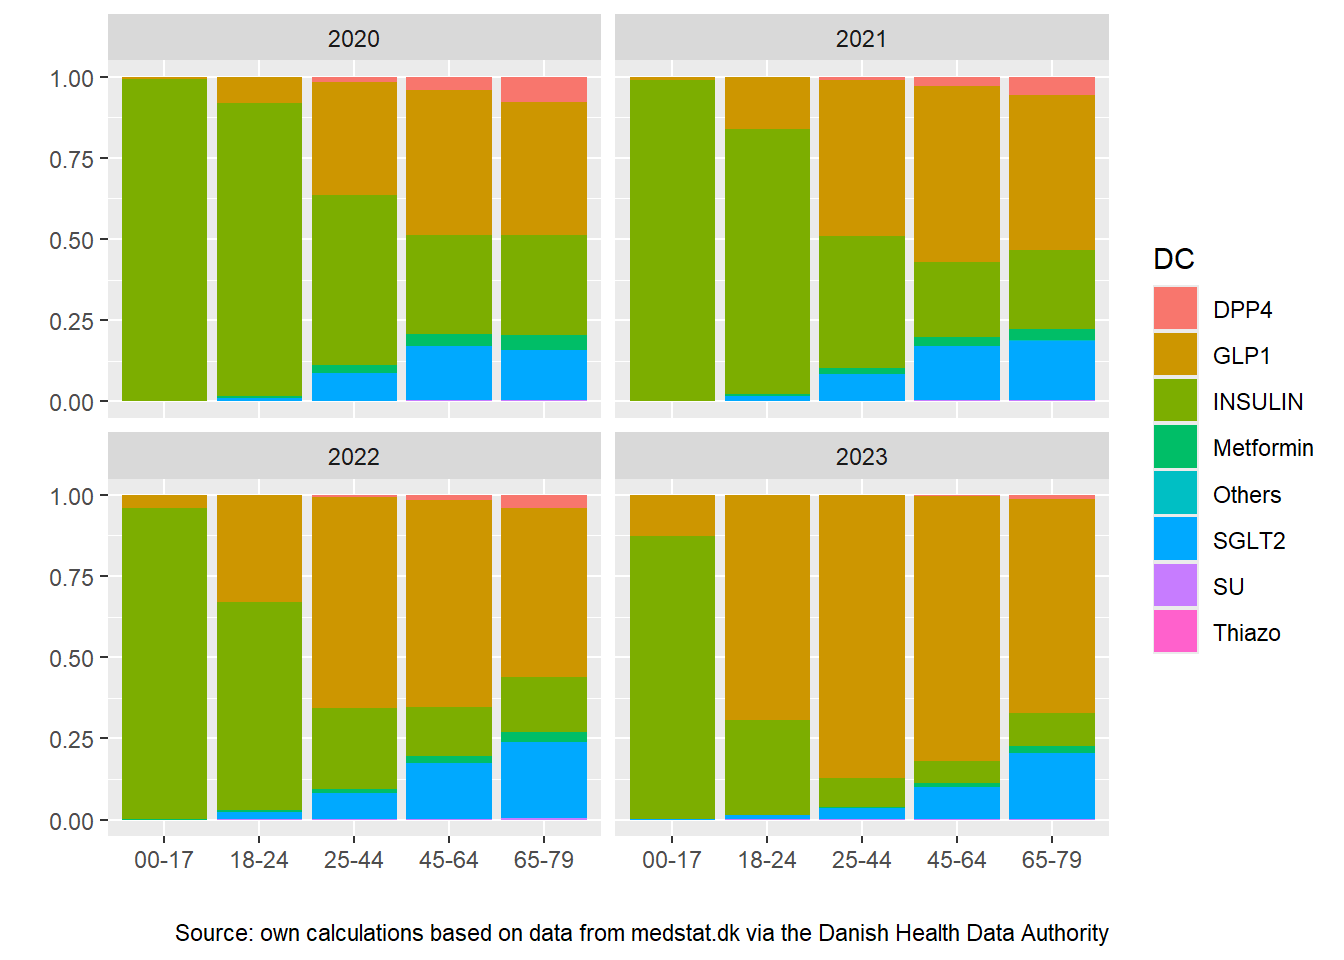 2020
2021
1.00
0.75
0.50
0.25
0.00
2022
2023
1.00
0.75
0.50
0.25
0.00
00-17 18-24 25-44 45-64 65-79
00-17 18-24 25-44 45-64 65-79
DC
DPP4
GLP1
INSULIN
Metformin
Others
SGLT2
SU
Thiazo
Source: own calculations based on data from medstat.dk via the Danish Health Data Authority